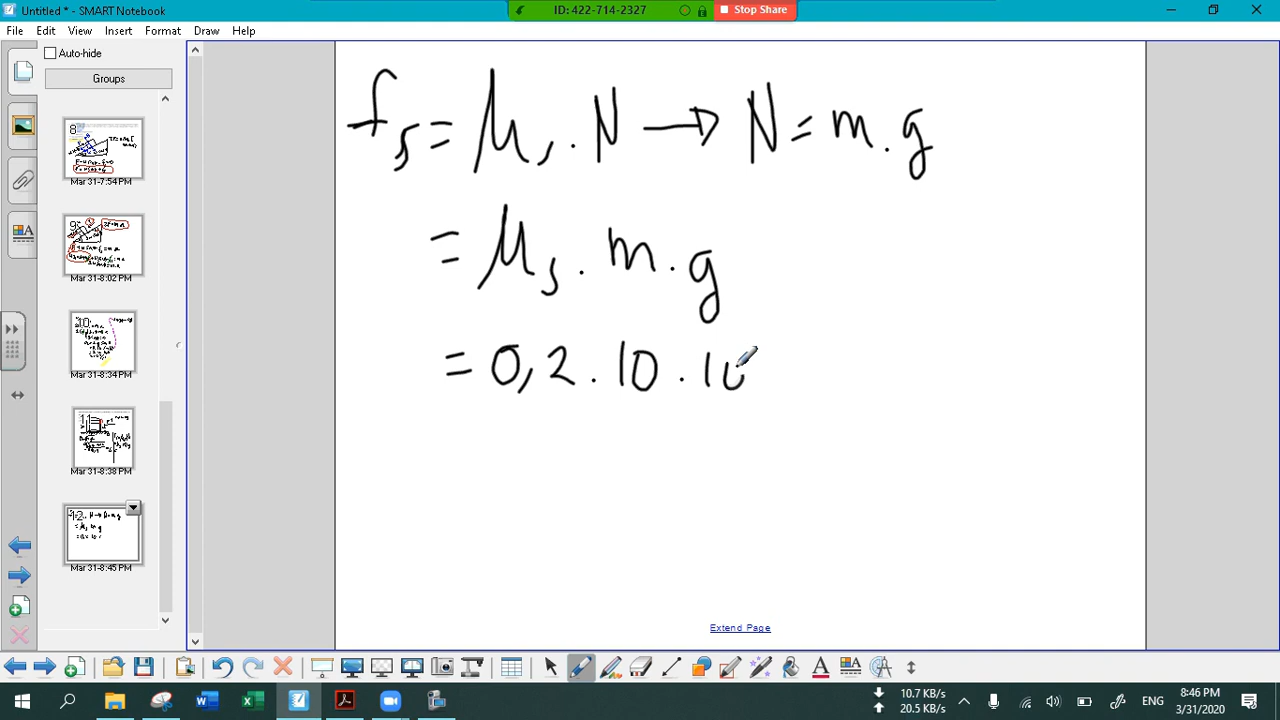 Untitled * - SMART Notebook
ID: 422-714-2327
Stop Share
File Edit View Insert Format Draw Help
Auto-hide
Groups
Mar 31-7:54 PM
Mar 31-8:02 PM
Mar 31-8:34 PM
Mar 31-8:38 PM
Mar 31-8:45 PM
fs = μs . N → N = m . g
= μs . m . g
= 0,2 . 10 . 10
Extend Page
10.7 KB/s
20.5 KB/s
ENG
8:46 PM
3/31/2020